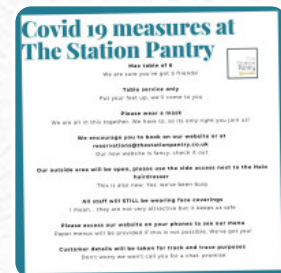 Covid 19 measures at
The Station Pantry
Station
Pantry
Max table of 6
We are sure you've got 5 friends!
Table service only
Put your feet up, we'll come to you
Please wear a mask
We are all in this together. We have to, so its only right you join us!
We encourage you to book on our website or at
reservations@thestationpantry.co.uk
Our new website is fancy, check it out
Our outside area will be open, please use the side access next to the Halo
hairdresser
This is also new. Yes, we've been busy
All staff will STILL be wearing face coverings
I mean.. they are not very attractive but it keeps us safe
Please access our website on your phones to see our menu
Paper menus will be provided if this is not possible, We've got you!
Customer details will be taken for track and trace purposes
Don't worry we won't call you for a chat, promise